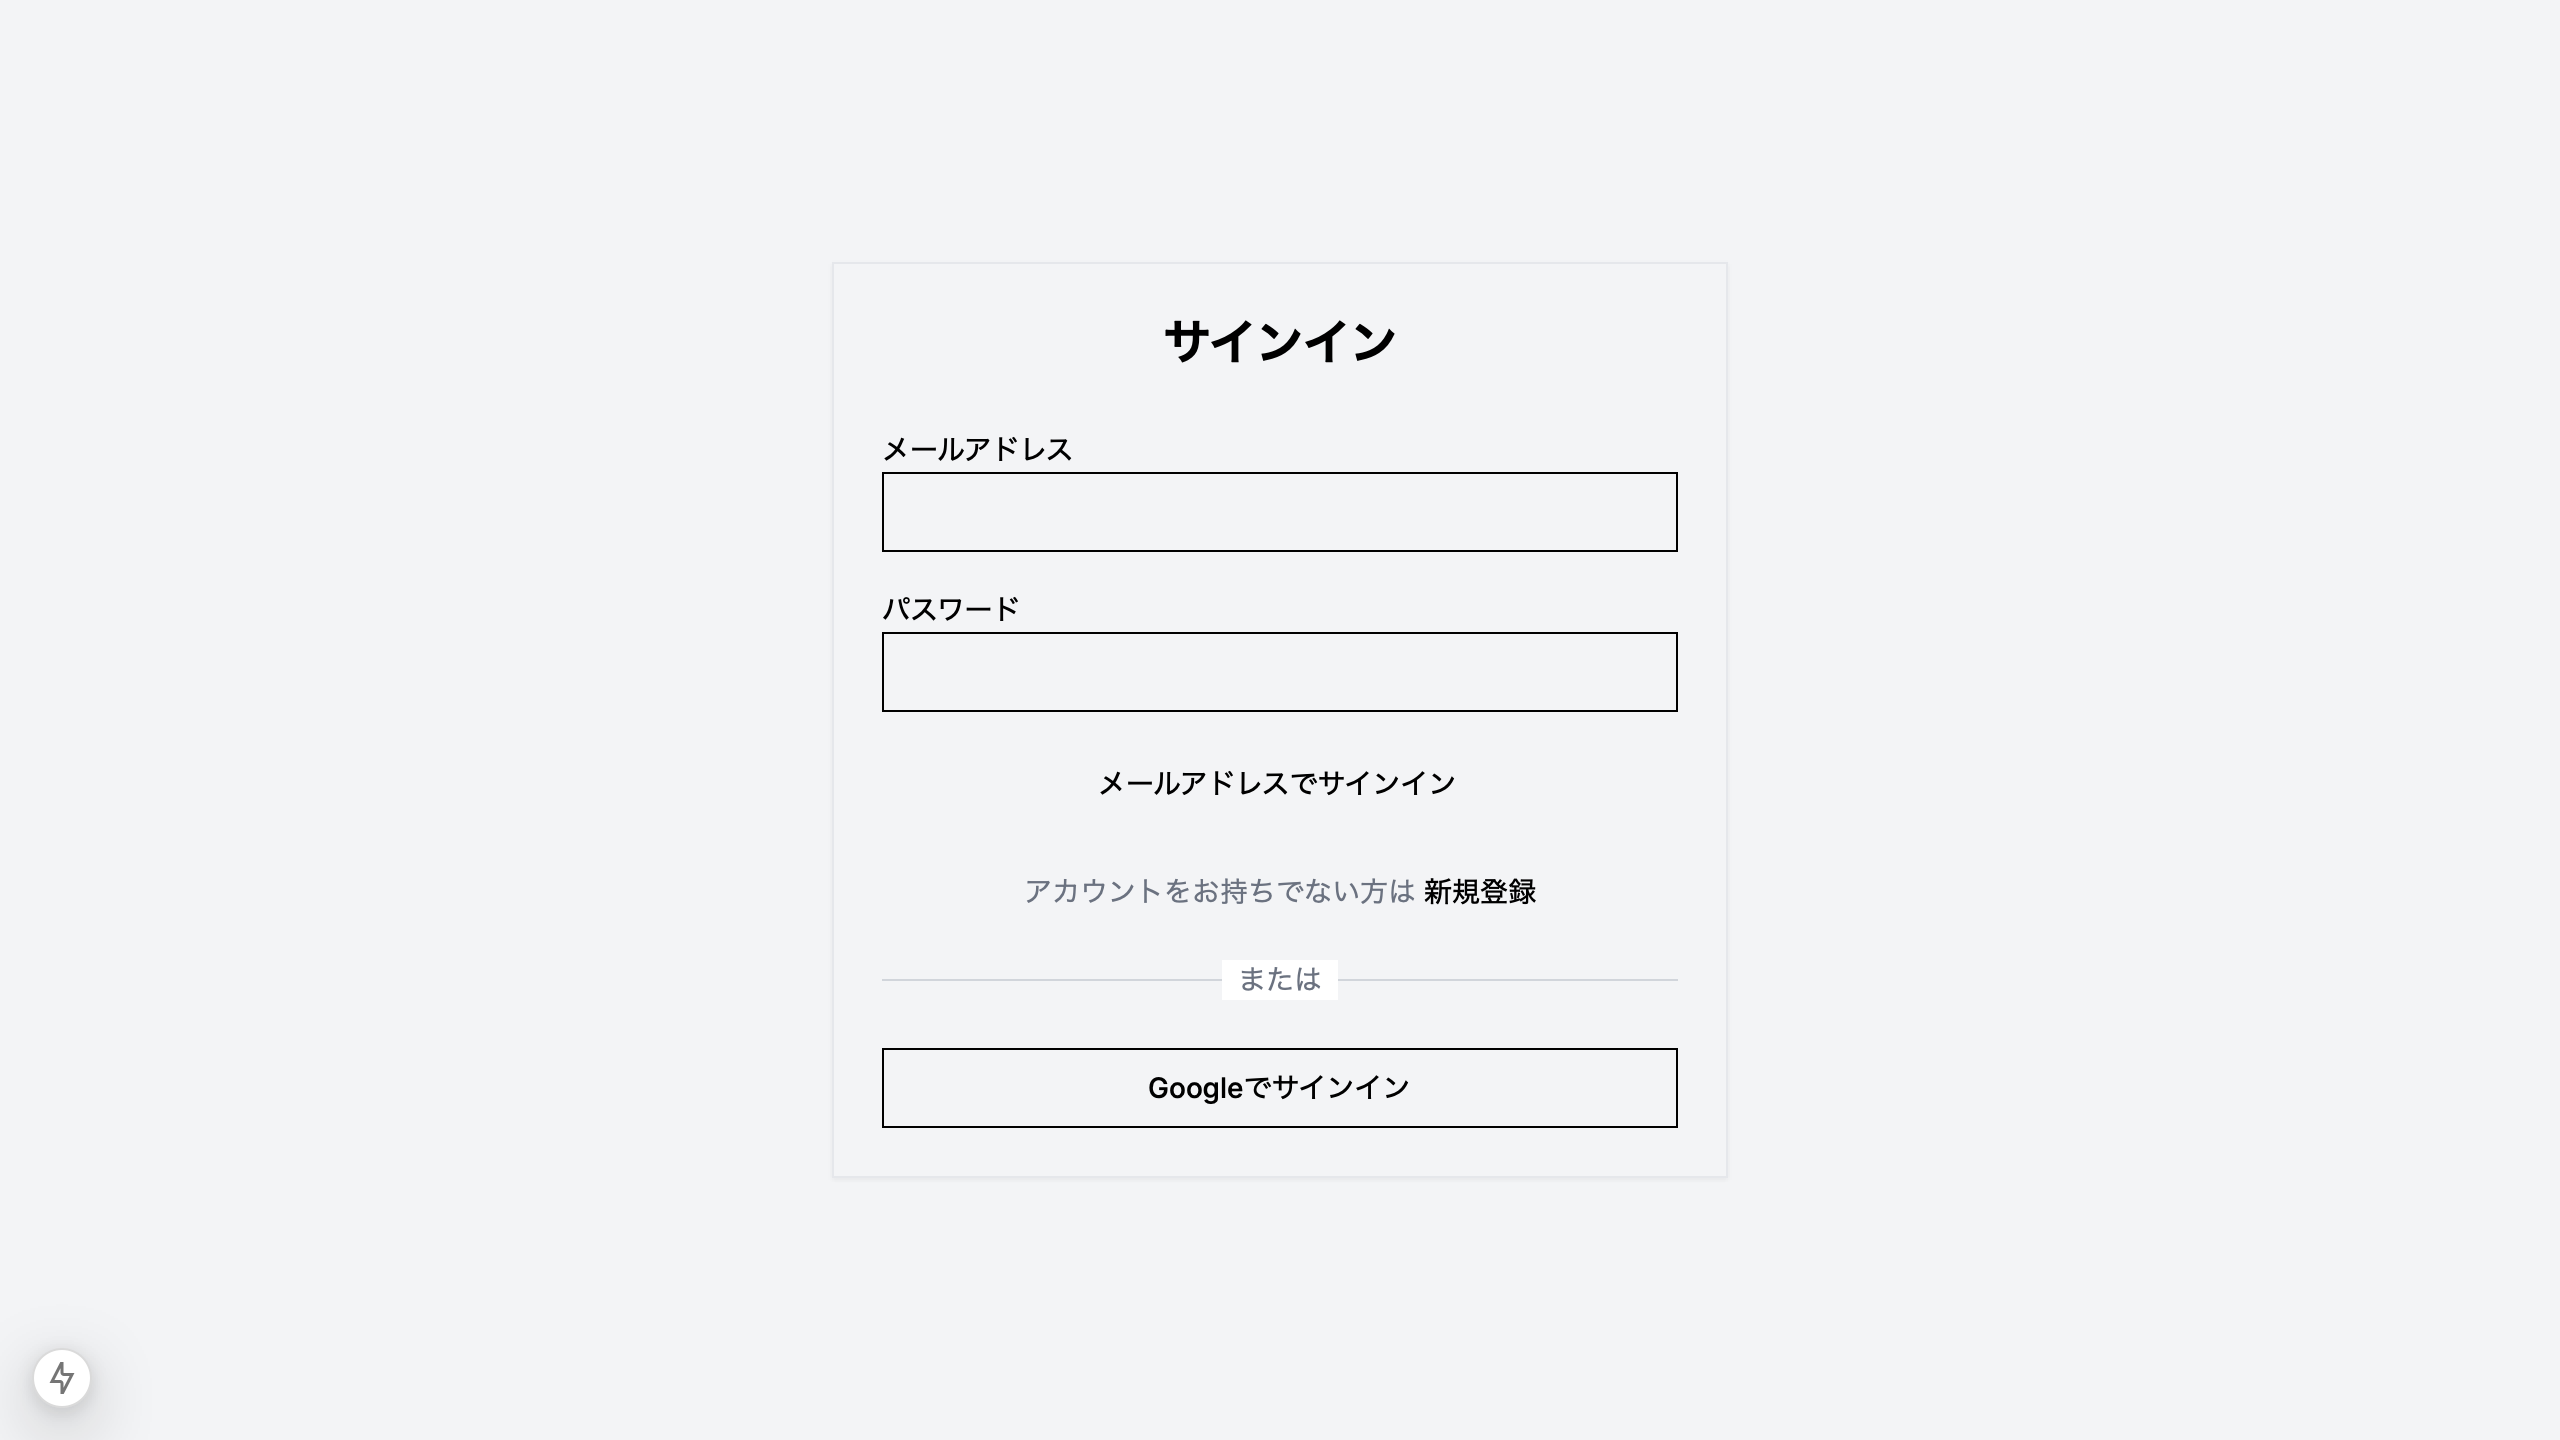 サインイン
メールアドレス
パスワード
メールアドレスでサインイン
アカウントをお持ちでない方は 新規登録
または
Googleでサインイン